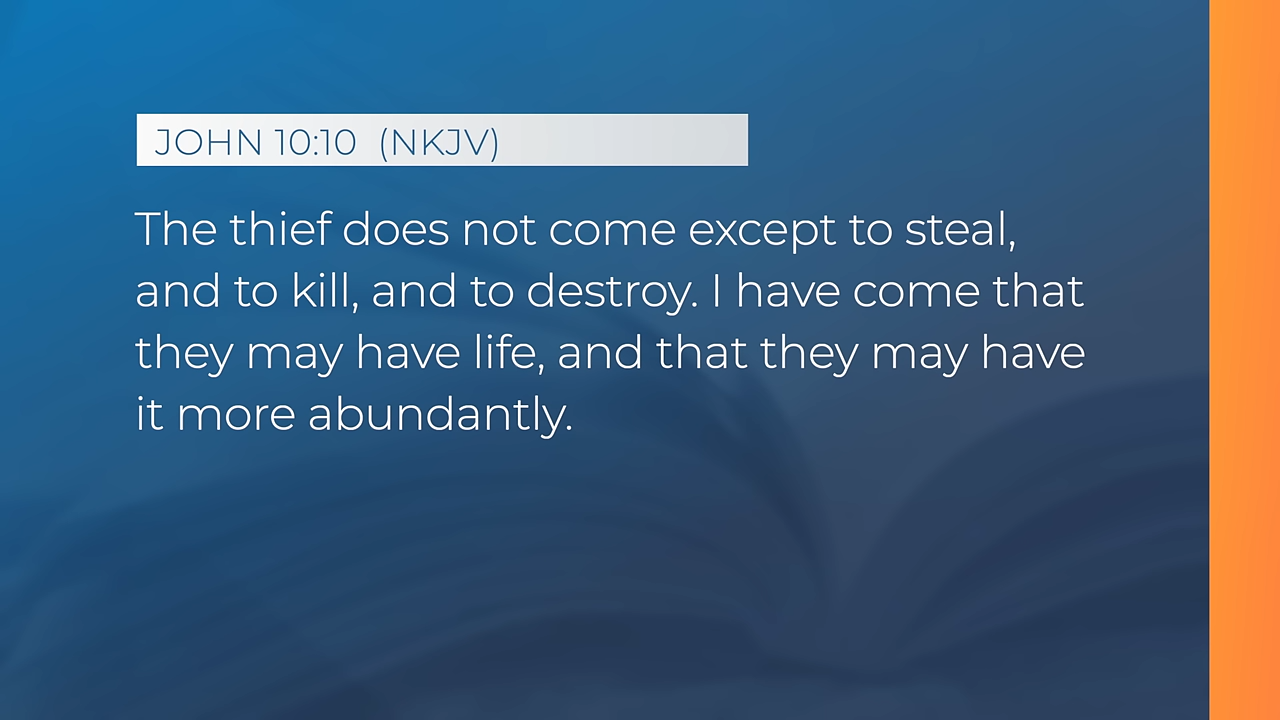 JOHN 10:10 (NKJV)
The thief does not come except to steal,
and to kill, and to destroy. I have come that
they may have life, and that they may have
it more abundantly.